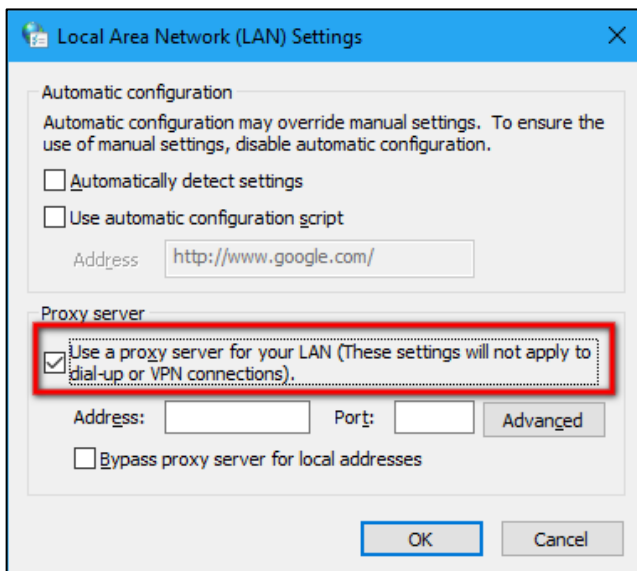 Local Area Network (LAN) Settings
Automatic configuration
Automatic configuration may override manual settings. To ensure the
use of manual settings, disable automatic configuration.
Automatically detect settings
Use automatic configuration script
Address http://www.google.com/
Proxy server
Use a proxy server for your LAN (These settings will not apply to
dial-up or VPN connections).
Address: Port: Advanced
Bypass proxy server for local addresses
OK Cancel